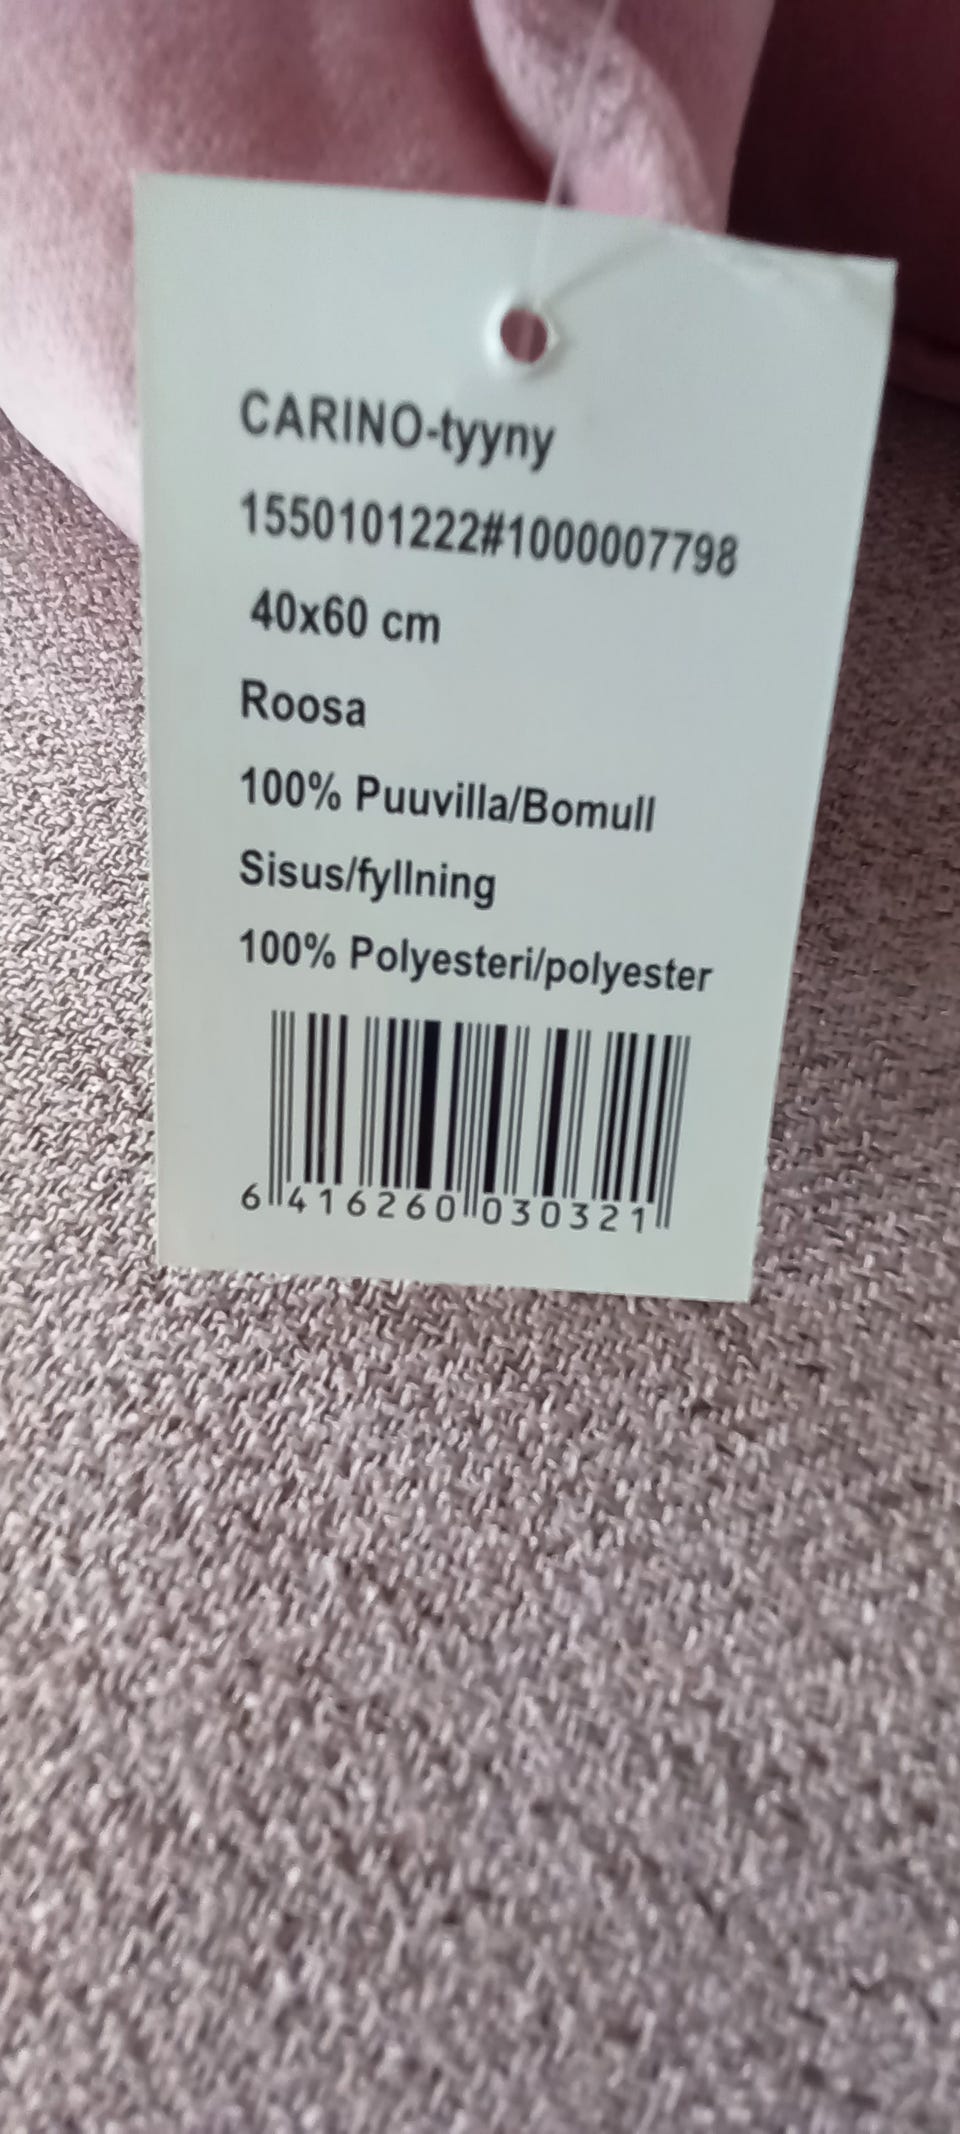 CARINO-tyyny
1550101222#1000007798
40x60 cm
Roosa
100% Puuvilla/Bomull
Sisus/fyllning
100% Polyesteri/polyester
6 416260 030321